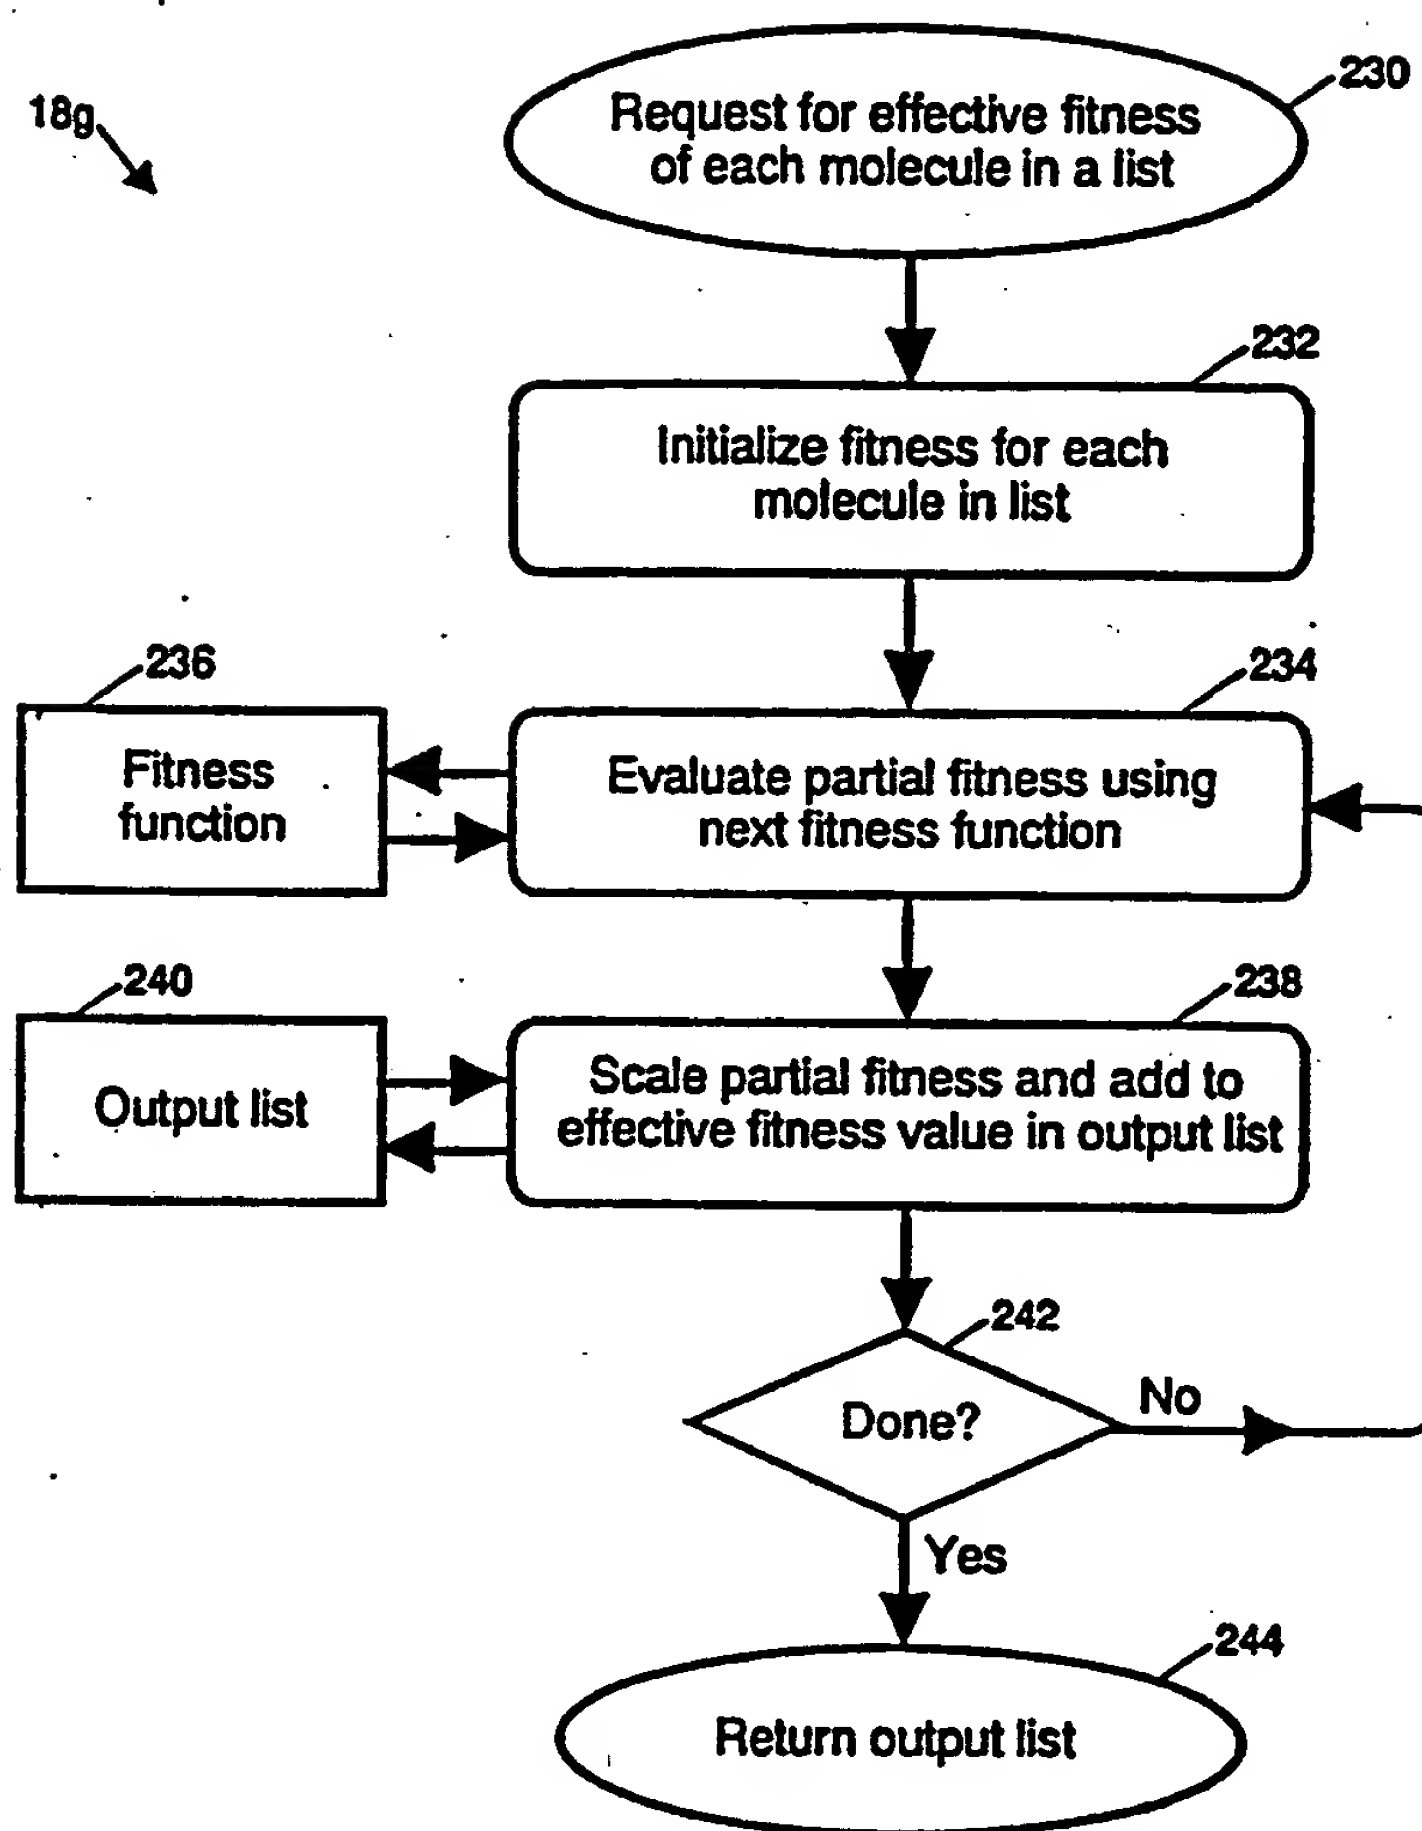 18g
230
Request for effective fitness
of each molecule in a list
232
Initialize fitness for each
molecule in list
236
234
Fitness
function
Evaluate partial fitness using
next fitness function
240
238
Output list
Scale partial fitness and add to
effective fitness value in output list
242
Done?
No
Yes
244
Return output list